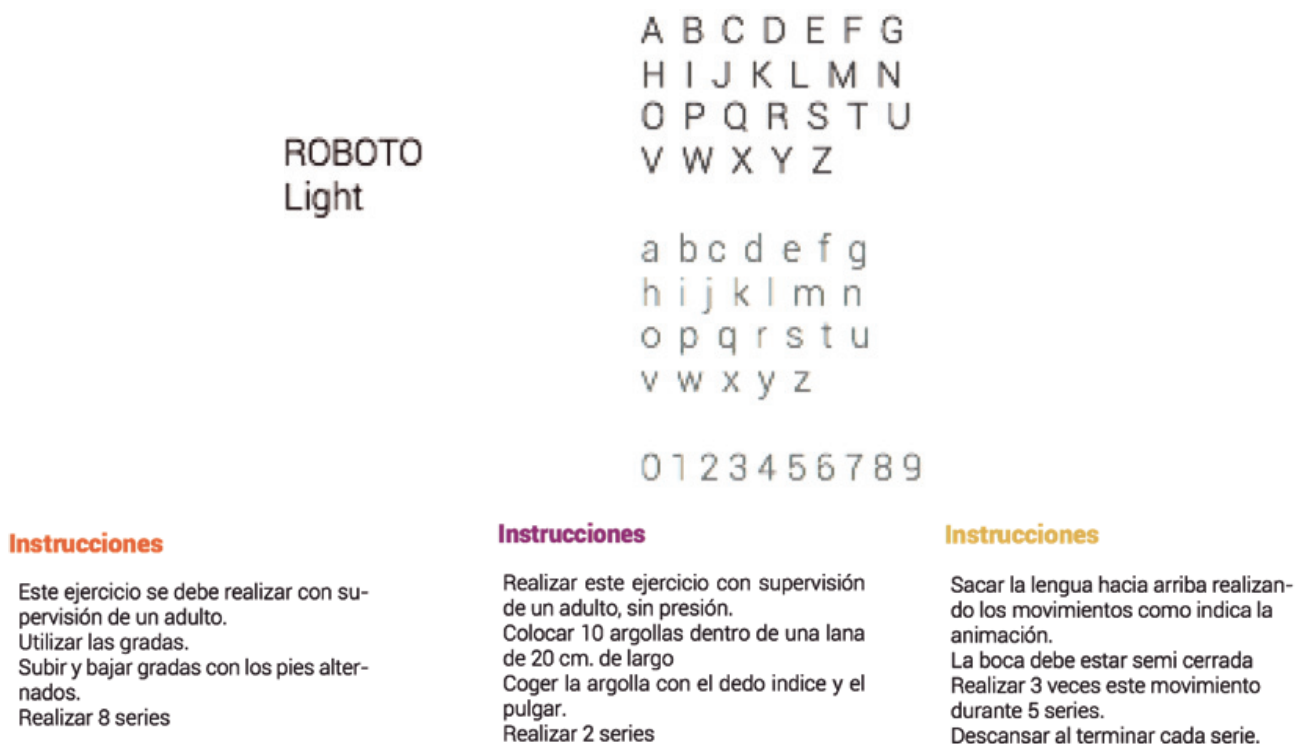 ROBOTO
Light
A B C D E F G
H I J K L M N
O P Q R S T U
V W X Y Z
a b c d e f g
h i j k l m n
o p q r s t u
v w x y z
0 1 2 3 4 5 6 7 8 9
Instrucciones
Este ejercicio se debe realizar con su-
pervisión de un adulto.
Utilizar las gradas.
Subir y bajar gradas con los pies alter-
nados.
Realizar 8 series
Instrucciones
Realizar este ejercicio con supervisión
de un adulto, sin presión.
Colocar 10 argollas dentro de una lana
de 20 cm. de largo
Coger la argolla con el dedo indice y el
pulgar.
Realizar 2 series
Instrucciones
Sacar la lengua hacia arriba realizan-
do los movimientos como indica la
animación.
La boca debe estar semi cerrada
Realizar 3 veces este movimiento
durante 5 series.
Descansar al terminar cada serie.